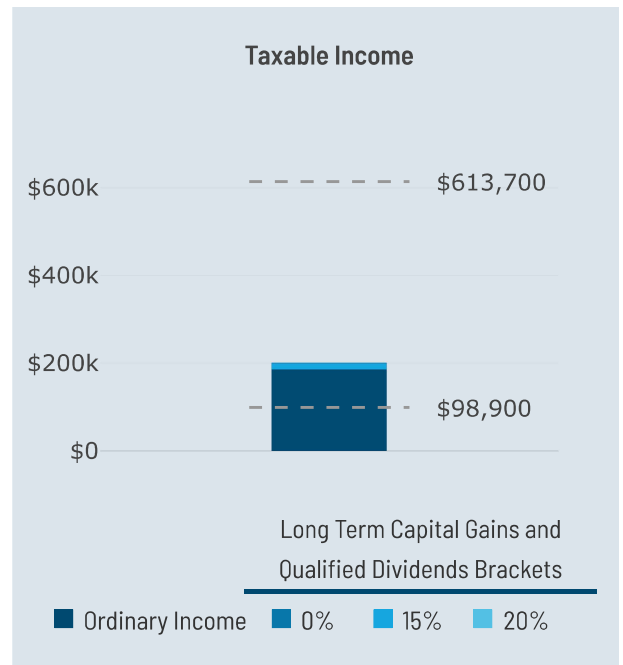 Taxable Income
$600k
$613,700
$400k
$200k
$98,900
$0
Long Term Capital Gains and
Qualified Dividends Brackets
Ordinary Income 0% 15% 20%